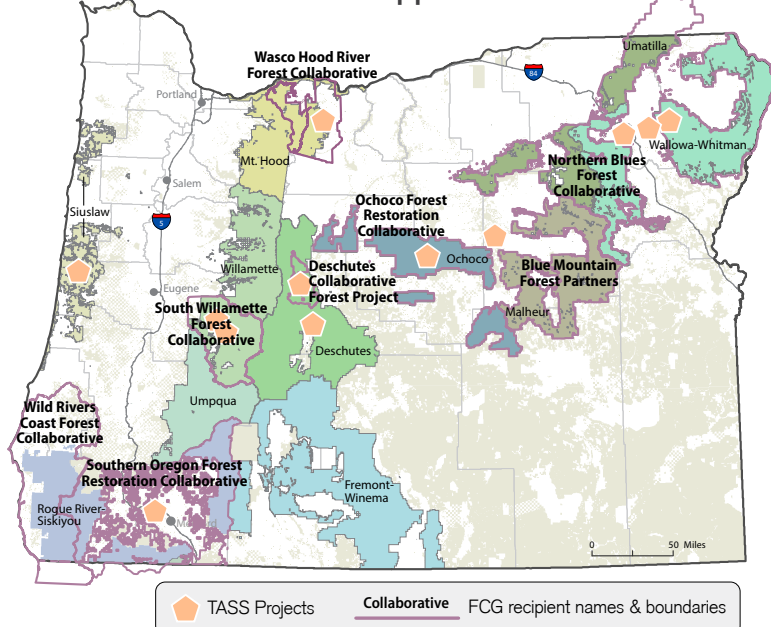 Wasco Hood River
Forest Collaborative
Umatilla
84
Portland
Mt. Hood
Wallowa-Whitman
Northern Blues
Forest
Collaborative
Salem
Siuslaw
5
Ochoco Forest
Restoration
Collaborative
Ochoco
Willamette
Deschutes
Collaborative
Forest Project
Blue Mountain
Forest Partners
Eugene
South Willamette
Forest
Collaborative
Malheur
Deschutes
Umpqua
Wild Rivers
Coast Forest
Collaborative
Southern Oregon Forest
Restoration Collaborative
Fremont-
Winema
Rogue River-
Siskiyou
0 50 Miles
TASS Projects
Collaborative
FCG recipient names & boundaries